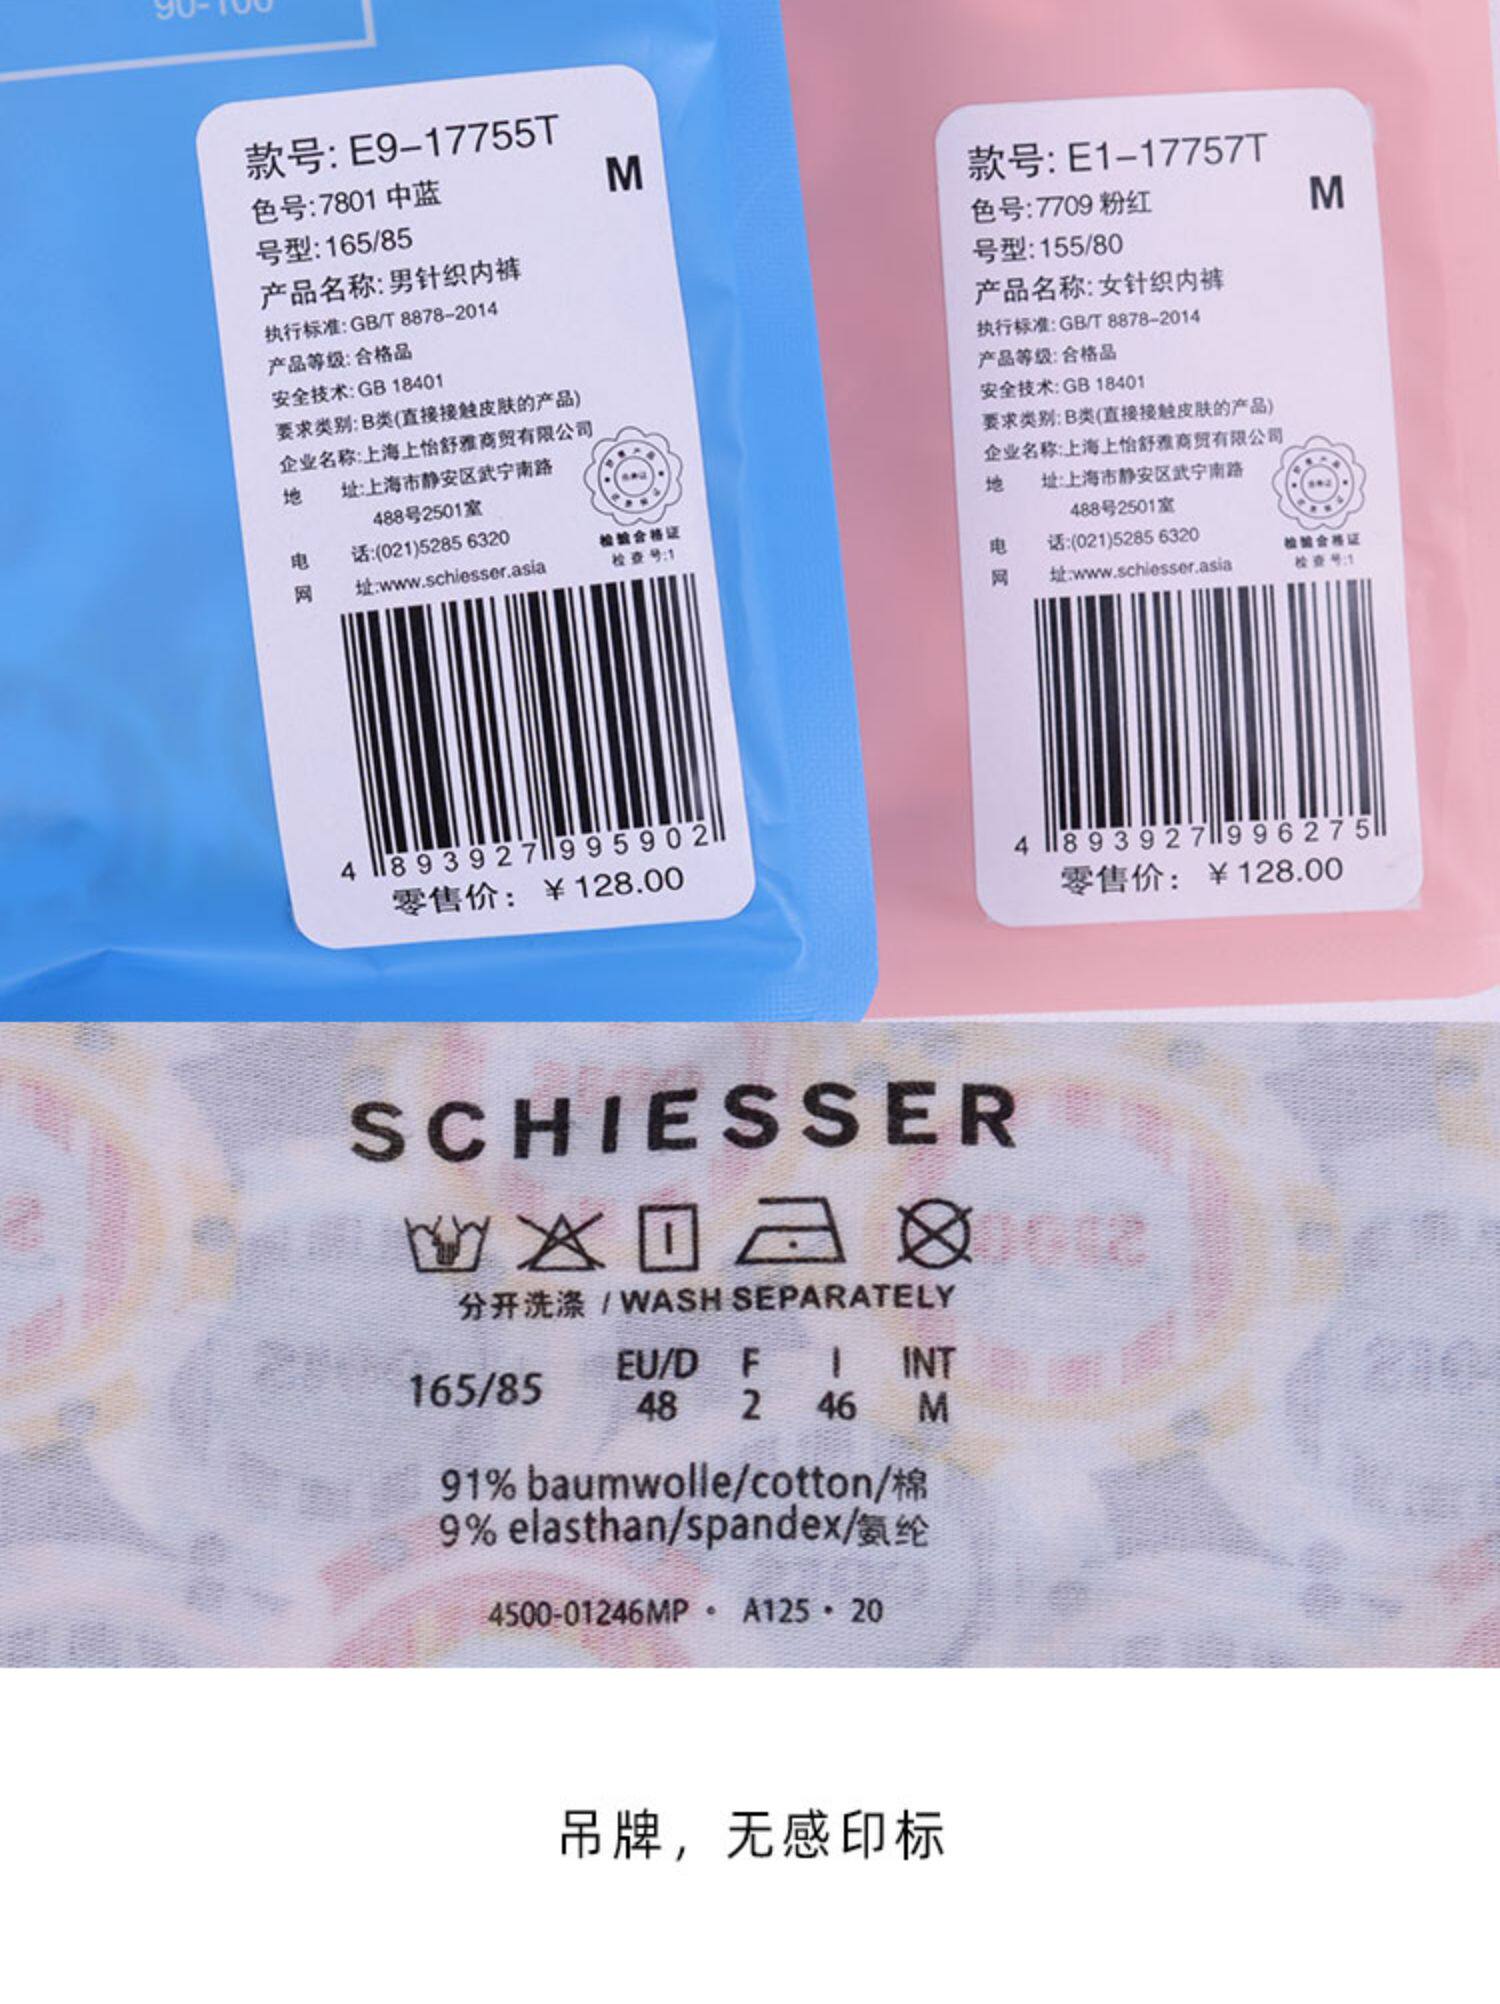 90-100
款号: E9-17755T
M
色号:7801 中蓝
号型:165/85
产品名称:男针织内裤
执行标准:GB/T 8878-2014
产品等级:合格品
安全技术:GB 18401
要求类别:B类(直接接触皮肤的产品)
企业名称:上海上怡舒雅商贸有限公司
地 址:上海市静安区武宁南路
488号2501室
电 话:(021)5285 6320
网 址:www.schiesser.asia
检验合格证
检查号:1
4 893927 995902
零售价: ¥128.00
款号: E1-17757T
M
色号:7709 粉红
号型:155/80
产品名称:女针织内裤
执行标准:GB/T 8878-2014
产品等级:合格品
安全技术:GB 18401
要求类别:B类(直接接触皮肤的产品)
企业名称:上海上怡舒雅商贸有限公司
地 址:上海市静安区武宁南路
488号2501室
电 话:(021)5285 6320
网 址:www.schiesser.asia
检验合格证
检查号:1
4 893927 996275
零售价: ¥128.00
SCHIESSER
分开洗涤 / WASH SEPARATELY
165/85 EU/D F I INT
48 2 46 M
91% baumwolle/cotton/棉
9% elasthan/spandex/氨纶
4500-01246MP · A125 · 20
吊牌，无感印标